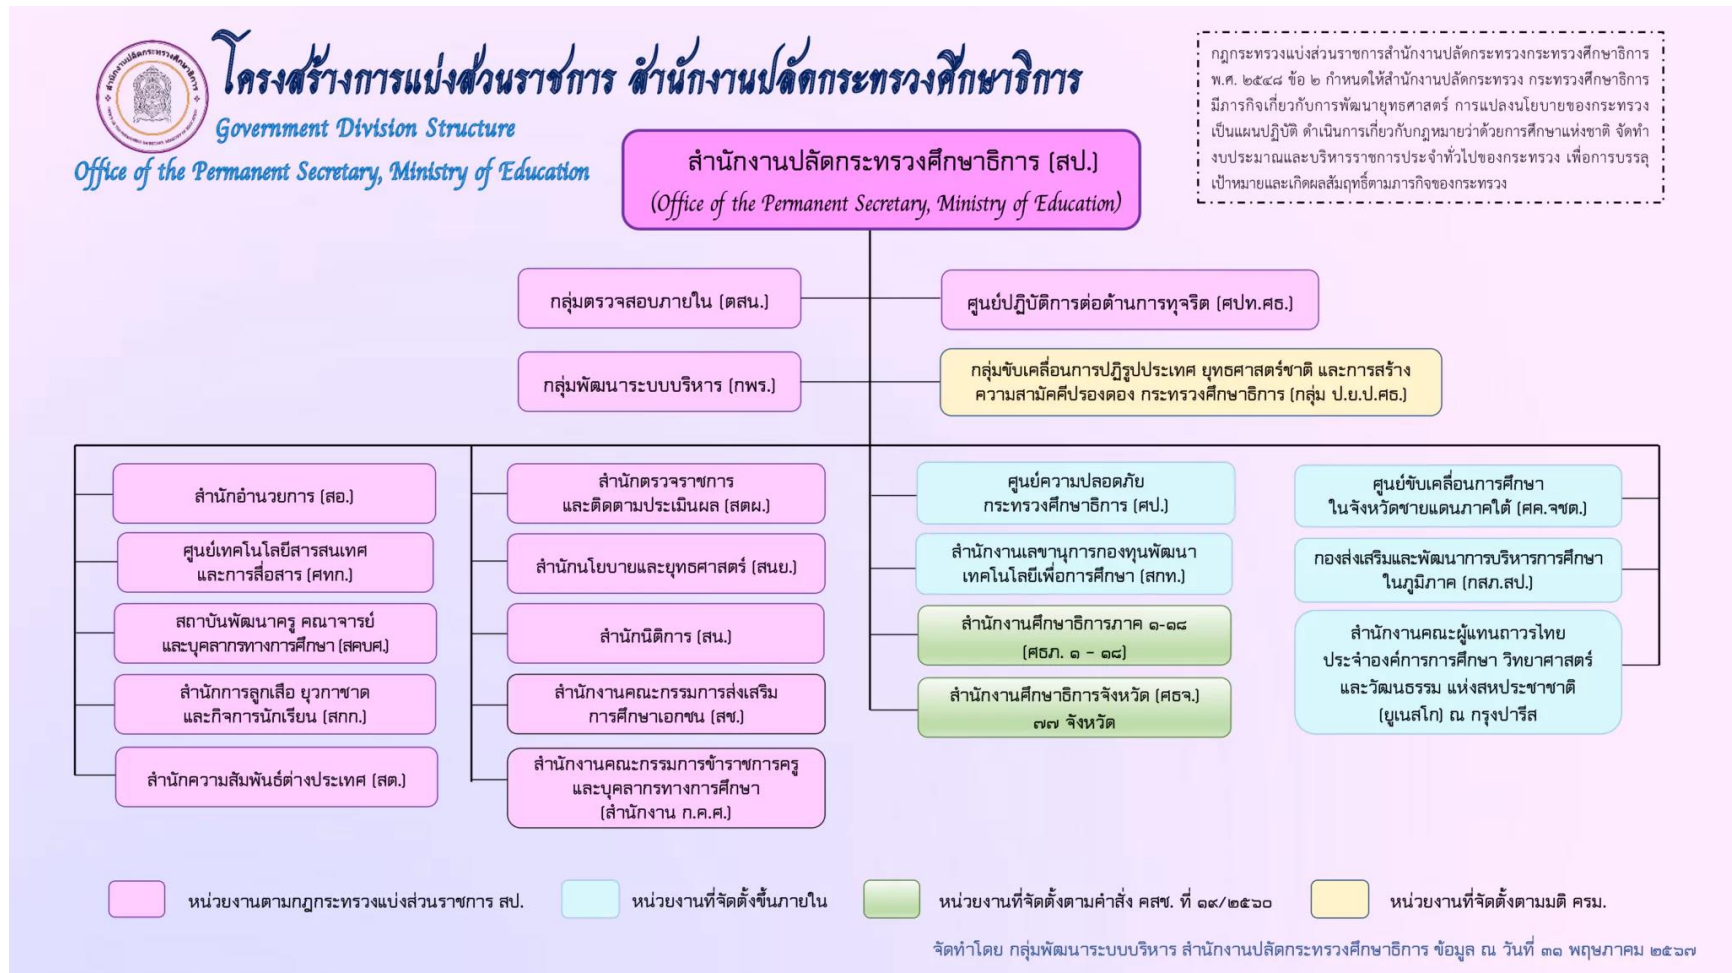 โครงสร้างการแบ่งส่วนราชการ สำนักงานปลัดกระทรวงศึกษาธิการ
Government Division Structure
Office of the Permanent Secretary, Ministry of Education
กฎกระทรวงแบ่งส่วนราชการสำนักงานปลัดกระทรวงกระทรวงศึกษาธิการ
พ.ศ. ๒๕๔๘ ข้อ ๒ กำหนดให้สำนักงานปลัดกระทรวง กระทรวงศึกษาธิการ
มีภารกิจเกี่ยวกับการพัฒนายุทธศาสตร์ การแปลงนโยบายของกระทรวง
เป็นแผนปฏิบัติ ดำเนินการเกี่ยวกับกฎหมายว่าด้วยการศึกษาแห่งชาติ จัดทำ
งบประมาณและบริหารราชการประจำทั่วไปของกระทรวง เพื่อการบรรลุ
เป้าหมายและเกิดผลสัมฤทธิ์ตามภารกิจของกระทรวง
สำนักงานปลัดกระทรวงศึกษาธิการ (สป.)
(Office of the Permanent Secretary, Ministry of Education)
กลุ่มตรวจสอบภายใน (ตสน.)
ศูนย์ปฏิบัติการต่อต้านการทุจริต (ศปท.ศธ.)
กลุ่มพัฒนาระบบบริหาร (กพร.)
กลุ่มขับเคลื่อนการปฏิรูปประเทศ ยุทธศาสตร์ชาติ และการสร้าง
ความสามัคคีปรองดอง กระทรวงศึกษาธิการ (กลุ่ม ป.ย.ป.ศธ.)
สำนักอำนวยการ (สอ.)
ศูนย์เทคโนโลยีสารสนเทศ
และการสื่อสาร (ศทก.)
สถาบันพัฒนาครู คณาจารย์
และบุคลากรทางการศึกษา (สคบศ.)
สำนักการลูกเสือ ยุวกาชาด
และกิจการนักเรียน (สกก.)
สำนักความสัมพันธ์ต่างประเทศ (สต.)
สำนักตรวจราชการ
และติดตามประเมินผล (สตผ.)
สำนักนโยบายและยุทธศาสตร์ (สนย.)
สำนักนิติการ (สน.)
สำนักงานคณะกรรมการส่งเสริม
การศึกษาเอกชน (สช.)
สำนักงานคณะกรรมการข้าราชการครู
และบุคลากรทางการศึกษา
(สำนักงาน ก.ค.ศ.)
ศูนย์ความปลอดภัย
กระทรวงศึกษาธิการ (ศป.)
สำนักงานเลขานุการกองทุนพัฒนา
เทคโนโลยีเพื่อการศึกษา (สกท.)
สำนักงานศึกษาธิการภาค ๑-๑๘
(ศธภ. ๑ - ๑๘)
สำนักงานศึกษาธิการจังหวัด (ศธจ.)
๗๗ จังหวัด
ศูนย์ขับเคลื่อนการศึกษา
ในจังหวัดชายแดนภาคใต้ (ศค.จชต.)
กองส่งเสริมและพัฒนาการบริหารการศึกษา
ในภูมิภาค (กสภ.สป.)
สำนักงานคณะผู้แทนถาวรไทย
ประจำองค์การการศึกษา วิทยาศาสตร์
และวัฒนธรรม แห่งสหประชาชาติ
(ยูเนสโก) ณ กรุงปารีส
หน่วยงานตามกฎกระทรวงแบ่งส่วนราชการ สป.
หน่วยงานที่จัดตั้งขึ้นภายใน
หน่วยงานที่จัดตั้งตามคำสั่ง คสช. ที่ ๑๙/๒๕๖๐
หน่วยงานที่จัดตั้งตามมติ ครม.
จัดทำโดย กลุ่มพัฒนาระบบบริหาร สำนักงานปลัดกระทรวงศึกษาธิการ ข้อมูล ณ วันที่ ๓๑ พฤษภาคม ๒๕๖๗